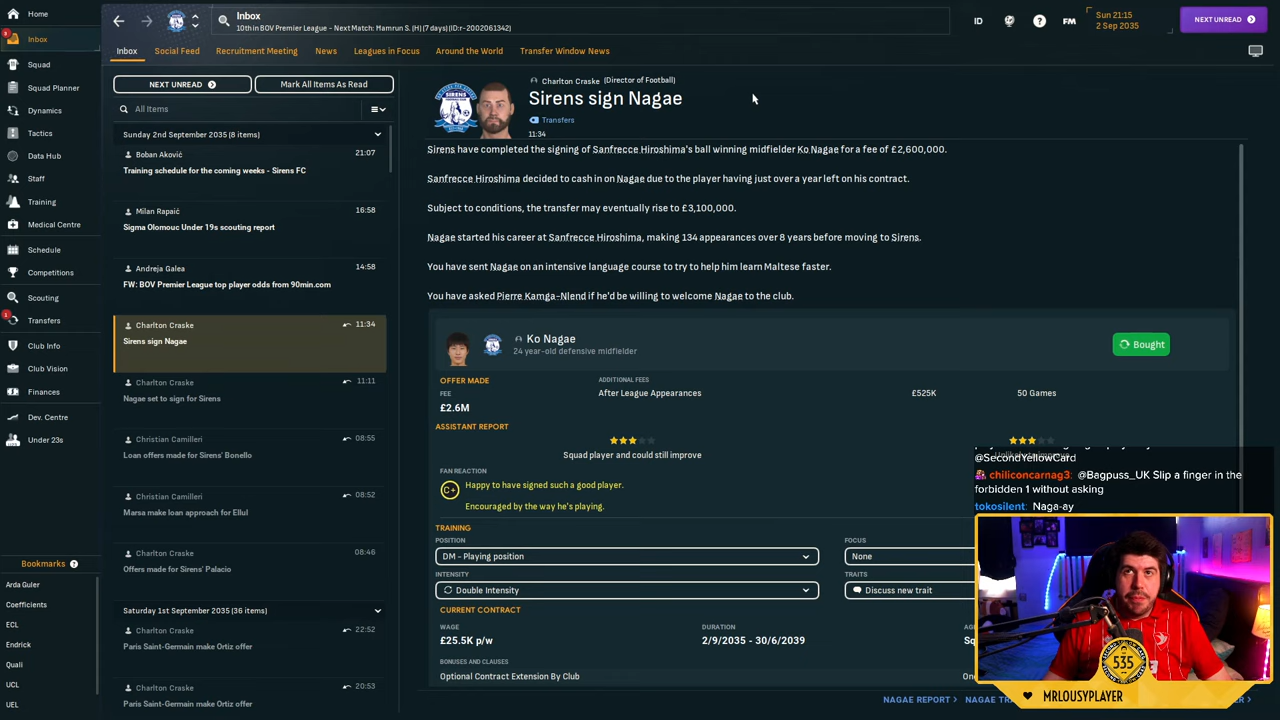 Home
Inbox
Squad
Squad Planner
Dynamics
Tactics
Data Hub
Staff
Training
Medical Centre
Schedule
Competitions
Scouting
Transfers
Club Info
Club Vision
Finances
Dev. Centre
Under 23s
Bookmarks
Arda Guler
Coefficients
ECL
Endrick
Quali
UCL
UEL
Inbox
10th in BOV Premier League - Next Match: Mamrun S. (H) (7 days) (ID:r-2002061342)
ID
FM
Sun 21:15
2 Sep 2035
NEXT UNREAD
Inbox
Social Feed
Recruitment Meeting
News
Leagues in Focus
Around the World
Transfer Window News
NEXT UNREAD
Mark All Items As Read
All Items
Sunday 2nd September 2035 (8 items)
Boban Aković 21:07
Training schedule for the coming weeks - Sirens FC
Milan Rapaić 16:58
Sigma Olomouc Under 19s scouting report
Andreja Galea 14:58
FW: BOV Premier League top player odds from 90min.com
Charlton Craske 11:34
Sirens sign Nagae
Charlton Craske 11:11
Nagae set to sign for Sirens
Christian Camilleri 08:55
Loan offers made for Sirens' Bonello
Christian Camilleri 08:52
Marsa make loan approach for Ellul
Charlton Craske 08:46
Offers made for Sirens' Palacio
Saturday 1st September 2035 (36 items)
Charlton Craske 22:52
Paris Saint-Germain make Ortiz offer
Charlton Craske 20:53
Paris Saint-Germain make Ortiz offer
SIRENS
Charlton Craske (Director of Football)
Sirens sign Nagae
Transfers
11:34
Sirens have completed the signing of Sanfrecce Hiroshima's ball winning midfielder Ko Nagae for a fee of £2,600,000.
Sanfrecce Hiroshima decided to cash in on Nagae due to the player having just over a year left on his contract.
Subject to conditions, the transfer may eventually rise to £3,100,000.
Nagae started his career at Sanfrecce Hiroshima, making 134 appearances over 8 years before moving to Sirens.
You have sent Nagae on an intensive language course to try to help him learn Maltese faster.
You have asked Pierre Kamga-Nlend if he'd be willing to welcome Nagae to the club.
Ko Nagae
24 year-old defensive midfielder
Bought
OFFER MADE
FEE
£2.6M
ADDITIONAL FEES
After League Appearances £525K 50 Games
ASSISTANT REPORT
Squad player and could still improve
FAN REACTION
C+
Happy to have signed such a good player.
Encouraged by the way he's playing.
TRAINING
POSITION
DM - Playing position
FOCUS
None
INTENSITY
Double Intensity
TRAITS
Discuss new trait
CURRENT CONTRACT
WAGE
£25.5K p/w
DURATION
2/9/2035 - 30/6/2039
BONUSES AND CLAUSES
Optional Contract Extension By Club
NAGAE REPORT
@SecondYellowCard
chiliconcarnag3: @Bagpuss_UK Slip a finger in the
forbidden 1 without asking
tokosilent: Naga-ay
535
MRLOUSYPLAYER